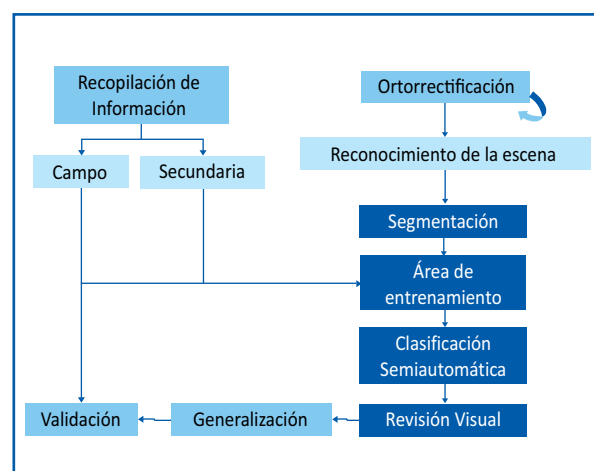 Recopilación de
Información
Ortorrectificación
Campo
Secundaria
Reconocimiento de la escena
Segmentación
Área de
entrenamiento
Clasificación
Semiautomática
Validación
Generalización
Revisión Visual